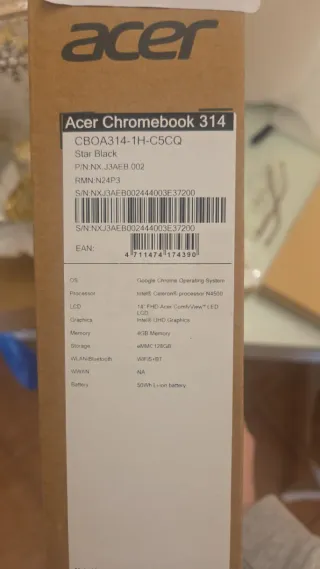 acer
Acer Chromebook 314
CBOA314-1H-C5CQ
Star Black
P/N:NX.J3AEB.002
RMN:N24P3
S/N:NXJ3AEB002444003E37200
S/N:NXJ3AEB002444003E37200
EAN:
4 711474 174390
OS Google Chrome Operating System
Processor Intel® Celeron® processor N4500
LCD 14" FHD Acer ComfyView™ LED LCD
Graphics Intel® UHD Graphics
Memory 4GB Memory
Storage eMMC 128GB
WLAN/Bluetooth WiFi5+BT
WWAN NA
Battery 50Wh Li-ion battery